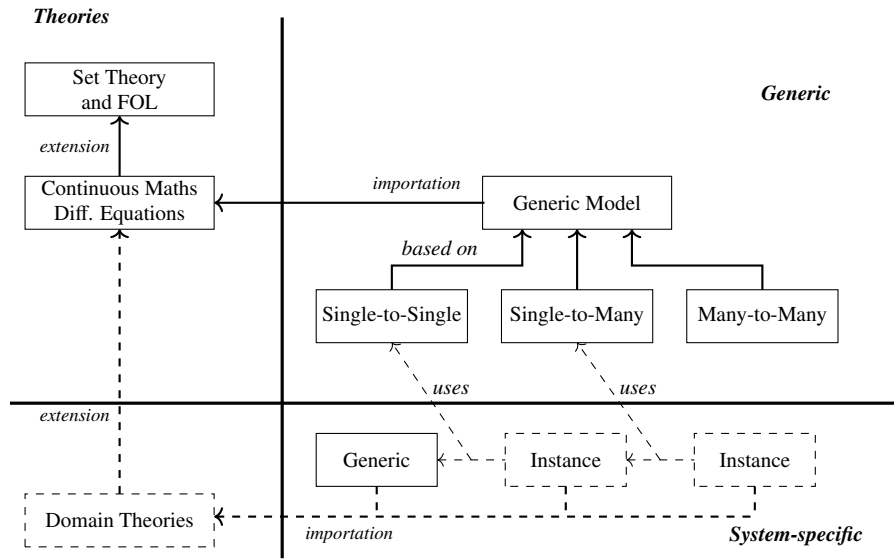 Theories
Set Theory
and FOL
Generic
extension
Continuous Maths
Diff. Equations
importation
Generic Model
based on
Single-to-Single
Single-to-Many
Many-to-Many
uses
uses
extension
Generic
Instance
Instance
Domain Theories
importation
System-specific